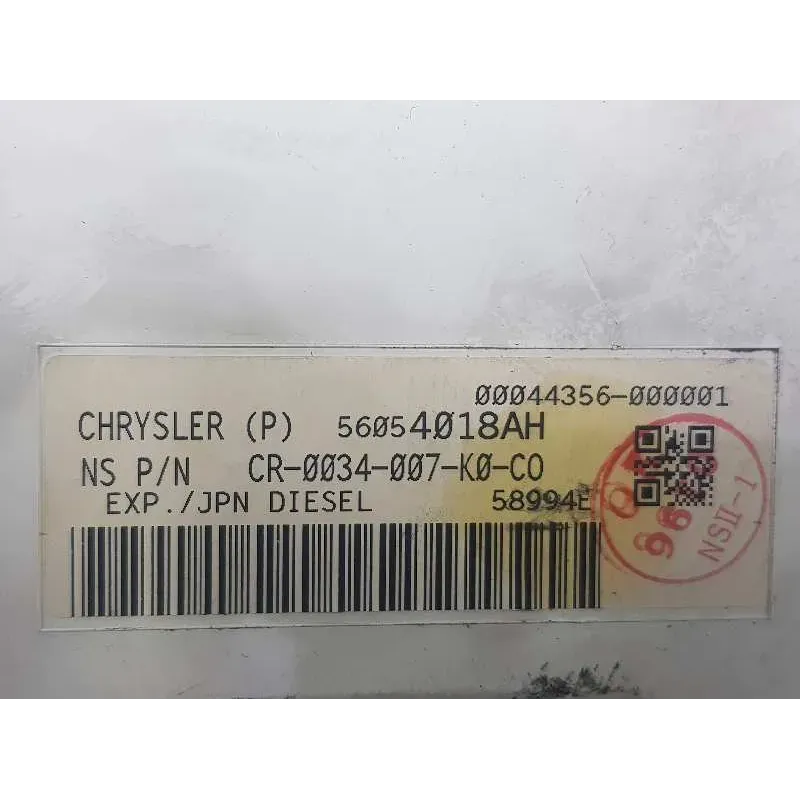 00044356-000001
CHRYSLER (P) 56054018AH
NS P/N CR-0034-007-K0-C0
EXP./JPN DIESEL 58994E
NSII-1